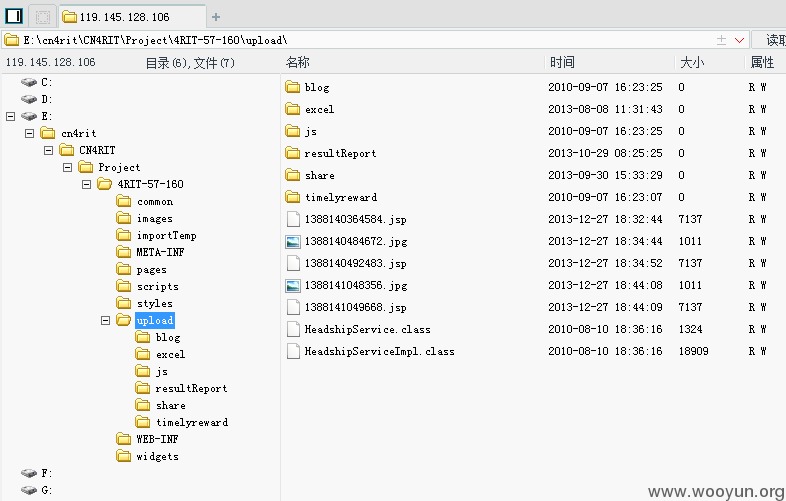 119.145.128.106
E:\cn4rit\CN4RIT\Project\4RIT-57-160\upload\ 读取
119.145.128.106 目录(6),文件(7) 名称 时间 大小 属性
C:
D:
E:
cn4rit
CN4RIT
Project
4RIT-57-160
common
images
importTemp
META-INF
pages
scripts
styles
upload
blog
excel
js
resultReport
share
timelyreward
WEB-INF
widgets
F:
G:
blog 2010-09-07 16:23:25 0 R W
excel 2013-08-08 11:31:43 0 R W
js 2010-09-07 16:23:25 0 R W
resultReport 2013-10-29 08:25:25 0 R W
share 2013-09-30 15:33:29 0 R W
timelyreward 2010-09-07 16:23:07 0 R W
1388140364584.jsp 2013-12-27 18:32:44 7137 R W
1388140484672.jpg 2013-12-27 18:34:44 1011 R W
1388140492483.jsp 2013-12-27 18:34:52 7137 R W
1388141048356.jpg 2013-12-27 18:44:08 1011 R W
1388141049668.jsp 2013-12-27 18:44:09 7137 R W
HeadshipService.class 2010-08-10 18:36:16 1324 R W
HeadshipServiceImpl.class 2010-08-10 18:36:16 18909 R W
www.wooyun.org